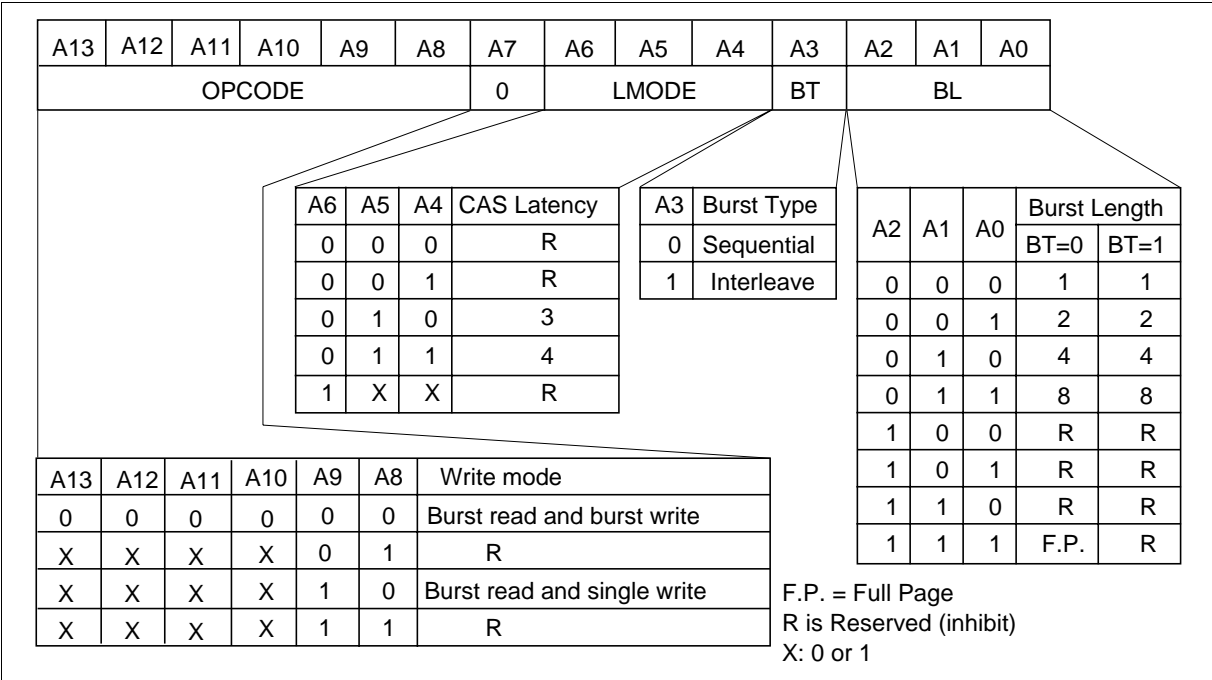 A13 A12 A11 A10 A9 A8 A7 A6 A5 A4 A3 A2 A1 A0
OPCODE 0 LMODE BT BL
A6 A5 A4 CAS Latency
0 0 0 R
0 0 1 R
0 1 0 3
0 1 1 4
1 X X R
A3 Burst Type
0 Sequential
1 Interleave
A2 A1 A0 Burst Length
BT=0 BT=1
0 0 0 1 1
0 0 1 2 2
0 1 0 4 4
0 1 1 8 8
1 0 0 R R
1 0 1 R R
1 1 0 R R
1 1 1 F.P. R
A13 A12 A11 A10 A9 A8 Write mode
0 0 0 0 0 0 Burst read and burst write
X X X X 0 1 R
X X X X 1 0 Burst read and single write
X X X X 1 1 R
F.P. = Full Page
R is Reserved (inhibit)
X: 0 or 1